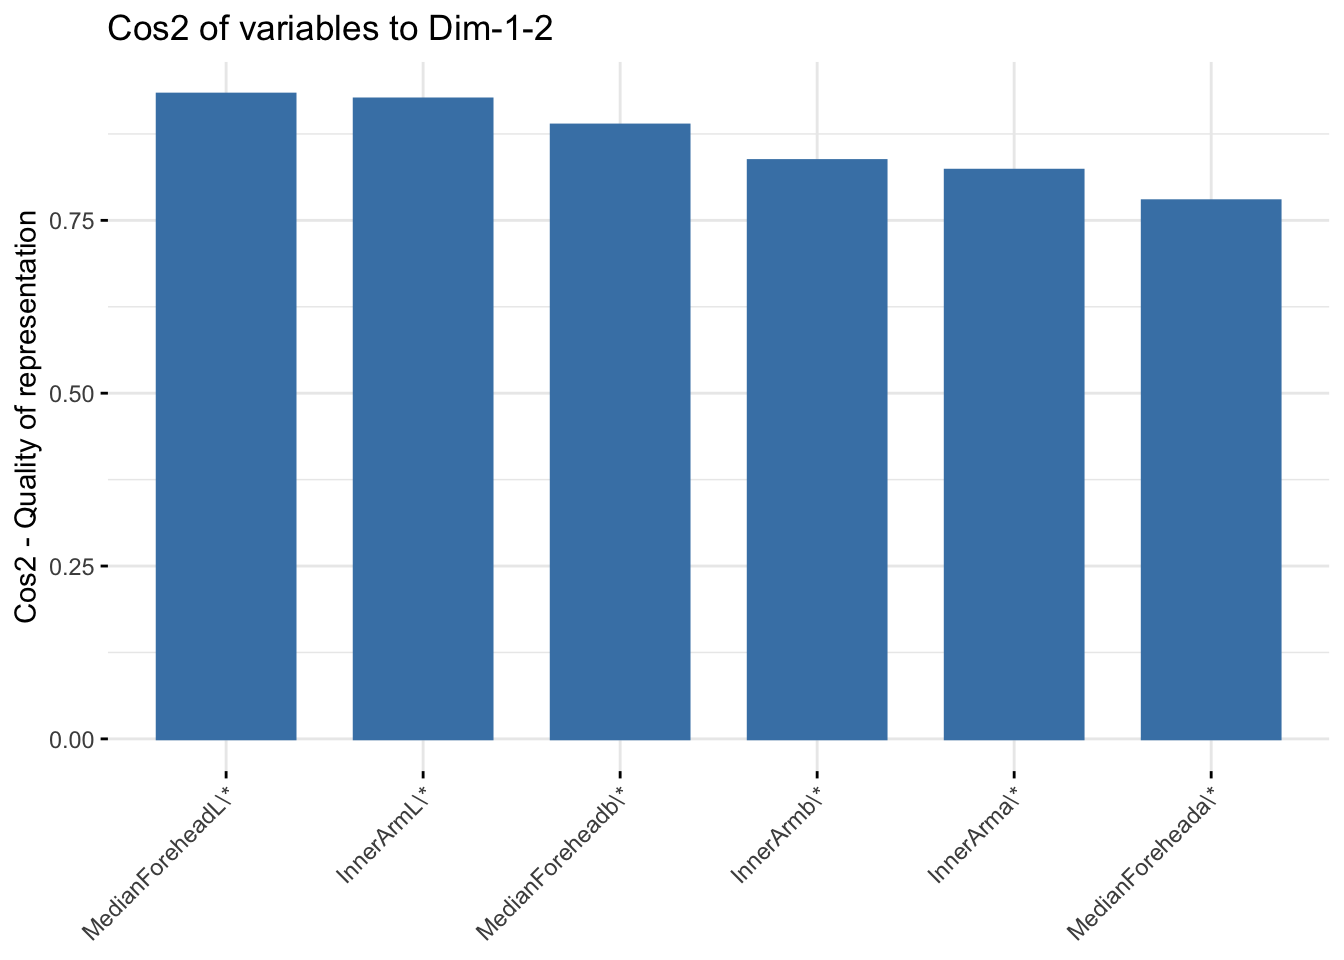 Cos2 of variables to Dim-1-2
Cos2 - Quality of representation
0.75
0.50
0.25
0.00
MedianForeheadL\*
InnerArmL\*
MedianForeheadb\*
InnerArmb\*
InnerArma\*
MedianForeheada\*